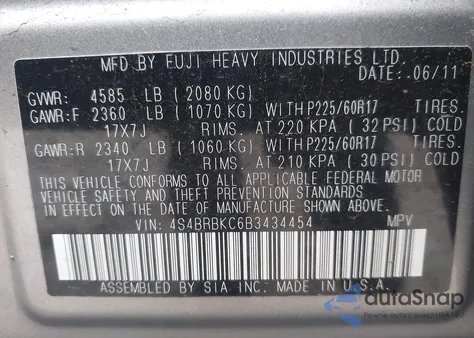 MFD BY FUJI HEAVY INDUSTRIES LTD.
DATE: 06/11
GVWR: 4585 LB (2080 KG)
GAWR:F 2360 LB (1070 KG) WITH P225/60R17 TIRES.
17X7J RIMS. AT 220 KPA (32 PSI) COLD
GAWR:R 2340 LB (1060 KG) WITH P225/60R17 TIRES.
17X7J RIMS. AT 210 KPA (30 PSI) COLD
THIS VEHICLE CONFORMS TO ALL APPLICABLE FEDERAL MOTOR
VEHICLE SAFETY AND THEFT PREVENTION STANDARDS
IN EFFECT ON THE DATE OF MANUFACTURE SHOWN ABOVE.
VIN: 4S4BRBKC6B3434454 MPV
ASSEMBLED BY SIA INC. MADE IN U.S.A.
autoSnap
Pewne auto z USA